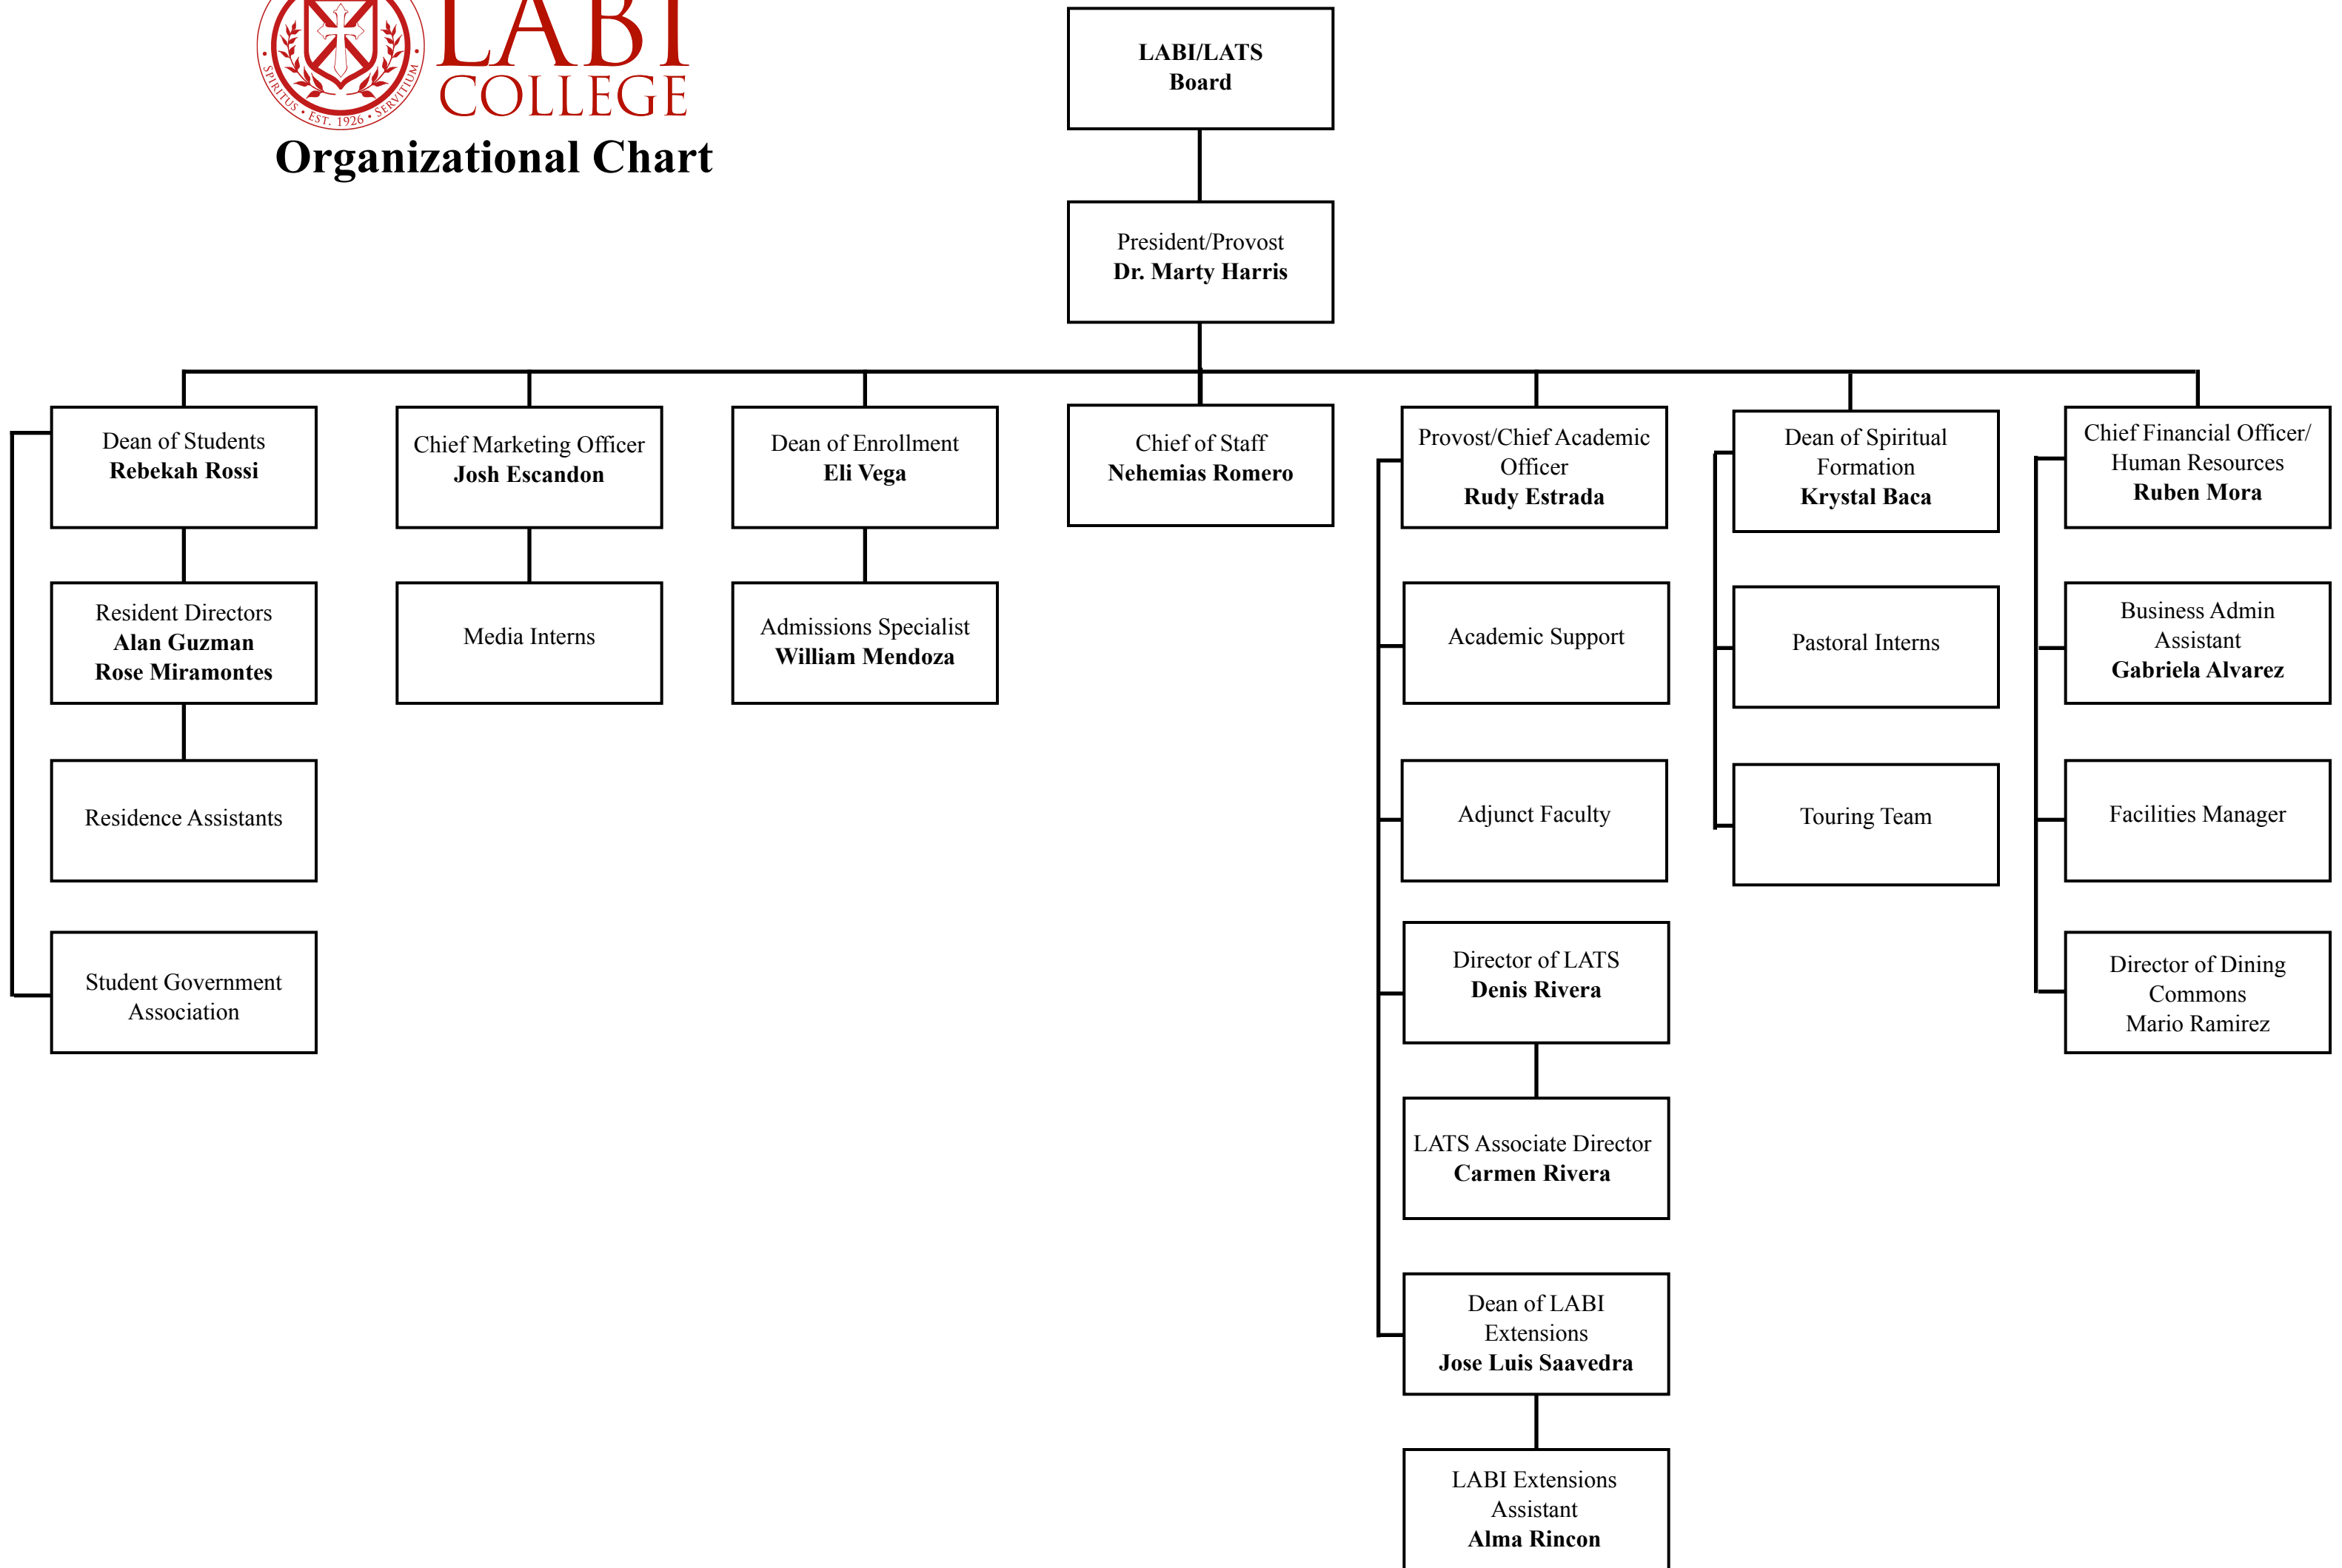 LABI
COLLEGE
SPIRITUS • EST. 1926 • SERVITIUM
Organizational Chart
LABI/LATS
Board
President/Provost
Dr. Marty Harris
Dean of Students
Rebekah Rossi
Chief Marketing Officer
Josh Escandon
Dean of Enrollment
Eli Vega
Chief of Staff
Nehemias Romero
Provost/Chief Academic
Officer
Rudy Estrada
Dean of Spiritual
Formation
Krystal Baca
Chief Financial Officer/
Human Resources
Ruben Mora
Resident Directors
Alan Guzman
Rose Miramontes
Media Interns
Admissions Specialist
William Mendoza
Academic Support
Pastoral Interns
Business Admin
Assistant
Gabriela Alvarez
Residence Assistants
Adjunct Faculty
Touring Team
Facilities Manager
Student Government
Association
Director of LATS
Denis Rivera
Director of Dining
Commons
Mario Ramirez
LATS Associate Director
Carmen Rivera
Dean of LABI
Extensions
Jose Luis Saavedra
LABI Extensions
Assistant
Alma Rincon